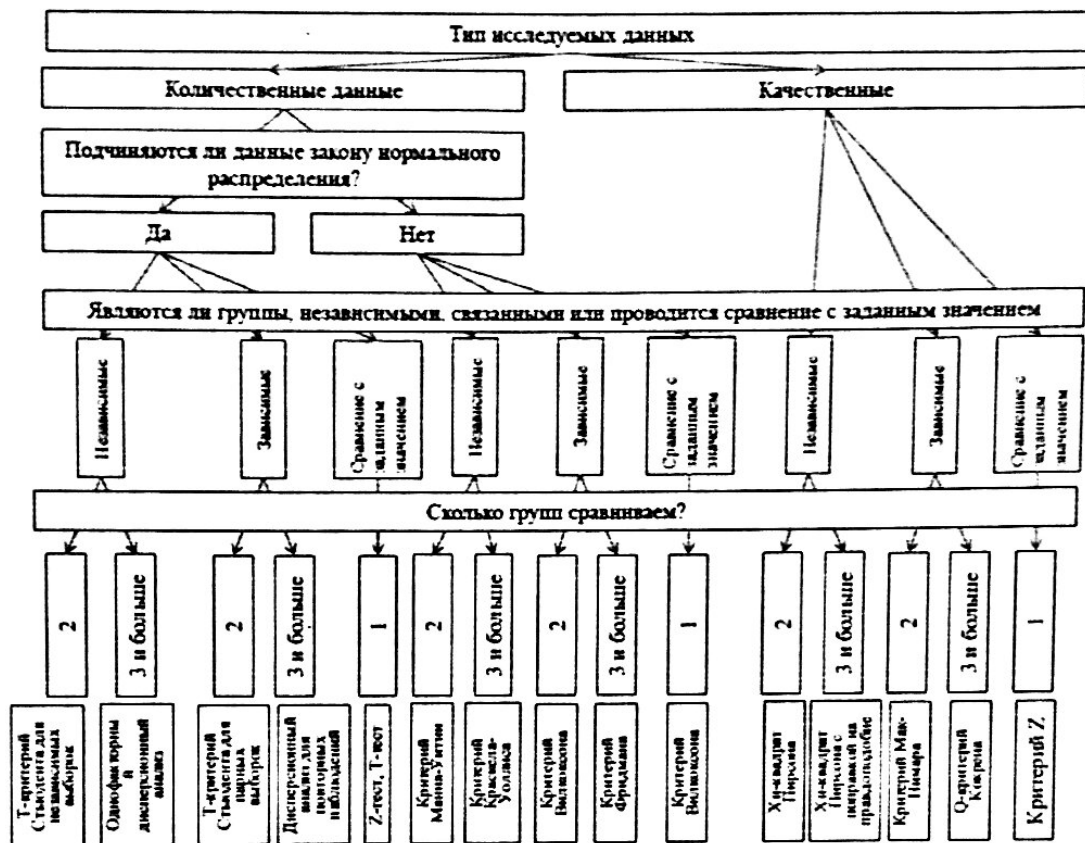 Тип исследуемых данных
Количественные данные
Качественные
Подчиняются ли данные закону нормального
распределения?
Да
Нет
Являются ли группы, независимыми, связанными или проводится сравнение с заданным значением
Независимые
Зависимые
Сравнение с
заданным
значением
Независимые
Зависимые
Сравнение с
заданным
значением
Независимые
Зависимые
Сравнение с
заданным
значением
Сколько групп сравниваем?
2
3 и больше
2
3 и больше
1
2
3 и больше
2
3 и больше
1
2
3 и больше
2
3 и больше
1
Т-критерий
Стьюдента для
независимых
выборок
Однофакторны
й
дисперсионный
анализ
Т-критерий
Стьюдента для
парных
выборок
Дисперсионный
анализ для
повторных
наблюдений
Z-тест, Т-тест
Критерий
Манна-Уитни
Критерий
Краскела-
Уоллиса
Критерий
Вилкоксона
Критерий
Фридмана
Критерий
Вилкоксона
Хи-квадрат
Пирсона
Хи-квадрат
Пирсона с
поправкой на
правдоподобие
Критерий Мак-
Нимара
Q-критерий
Кокрена
Критерий Z